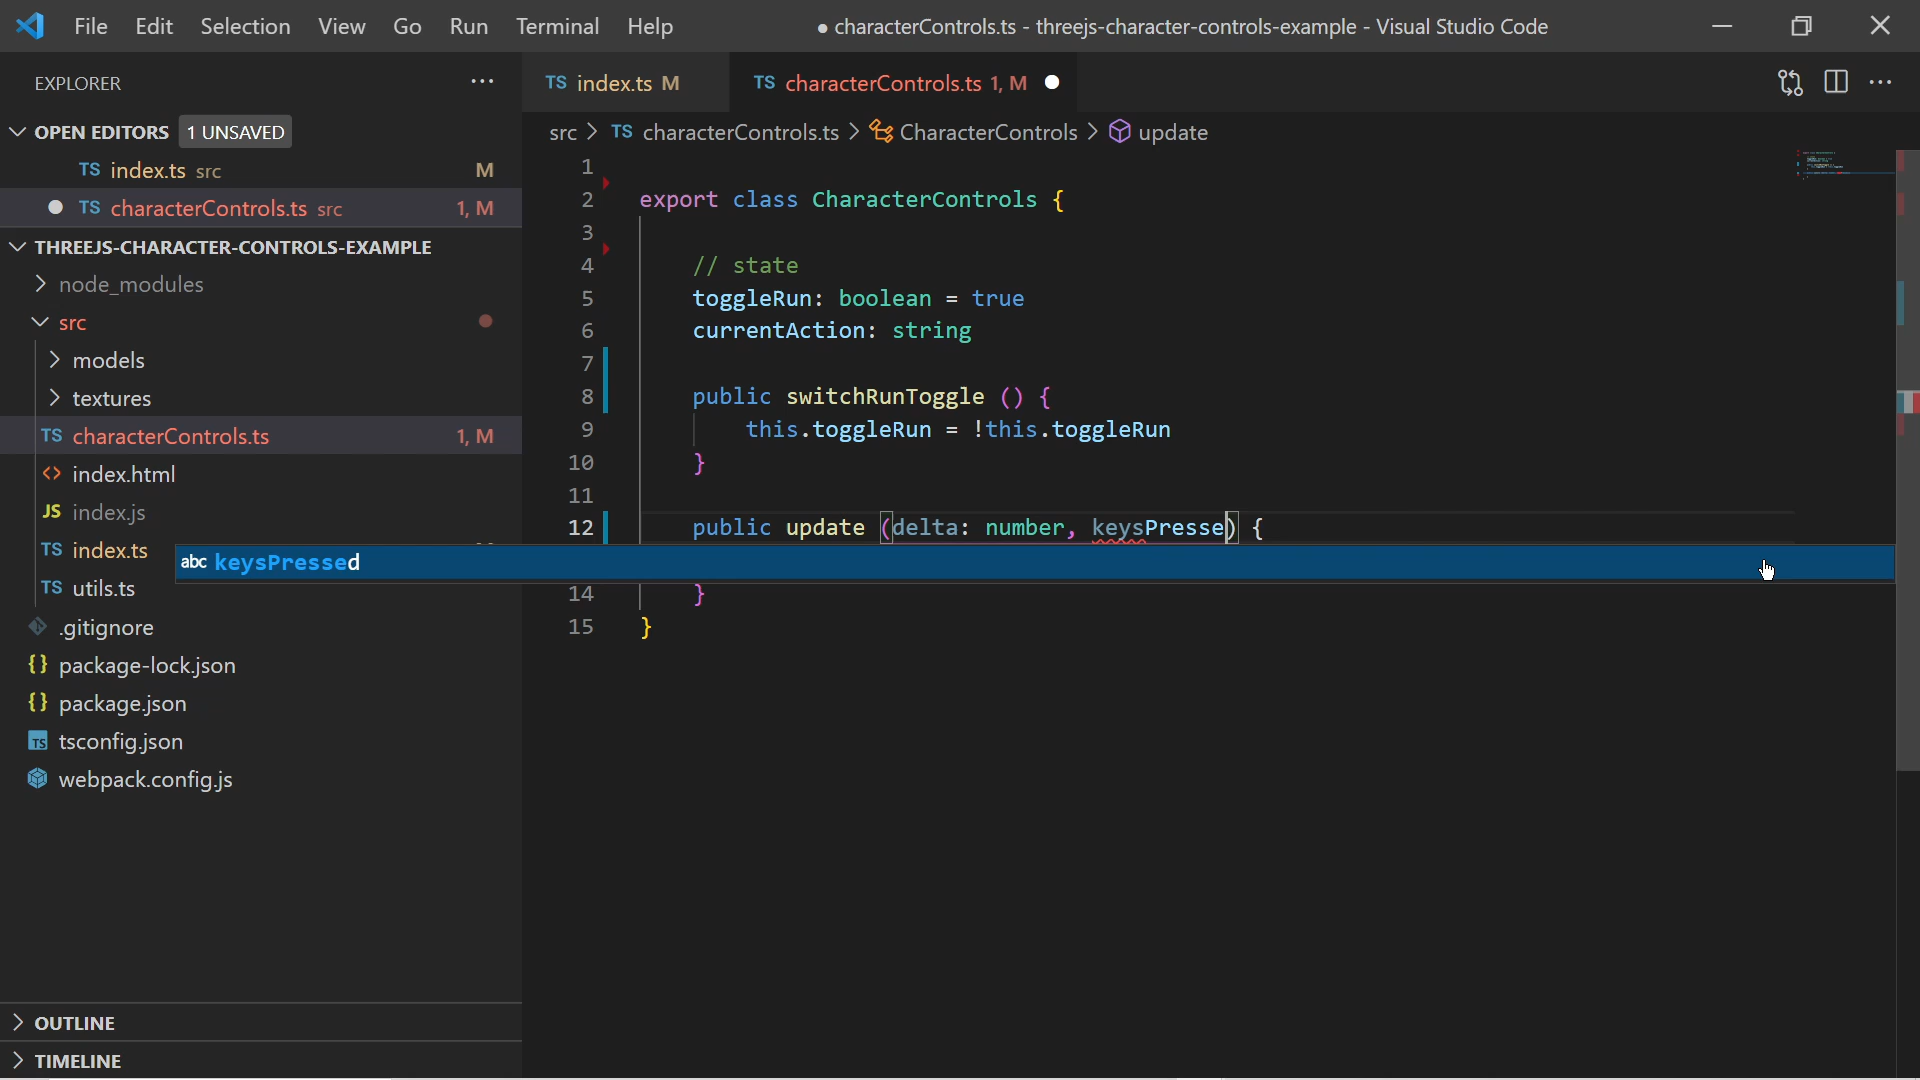 File Edit Selection View Go Run Terminal Help ● characterControls.ts - threejs-character-controls-example - Visual Studio Code
EXPLORER ···
TS index.ts M TS characterControls.ts 1, M ●
OPEN EDITORS 1 UNSAVED
TS index.ts src M
● TS characterControls.ts src 1, M
THREEJS-CHARACTER-CONTROLS-EXAMPLE
node_modules
src
models
textures
TS characterControls.ts 1, M
<> index.html
JS index.js
TS index.ts
TS utils.ts
.gitignore
{} package-lock.json
{} package.json
TS tsconfig.json
webpack.config.js
OUTLINE
TIMELINE
src > TS characterControls.ts > CharacterControls > update
1
2 export class CharacterControls {
3
4 // state
5 toggleRun: boolean = true
6 currentAction: string
7
8 public switchRunToggle () {
9 this.toggleRun = !this.toggleRun
10 }
11
12 public update (delta: number, keysPresse) {
abc keysPressed
14 }
15 }